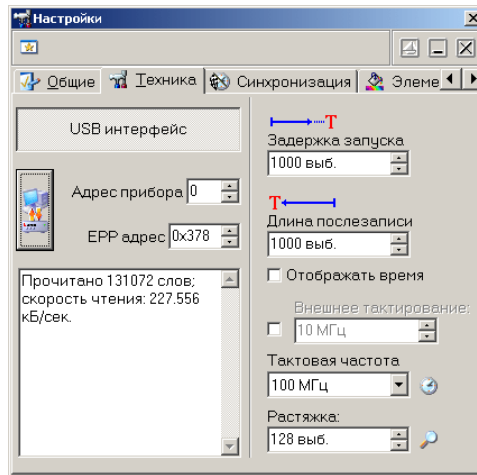 Настройки
Общие Техника Синхронизация Элеме
USB интерфейс
Адрес прибора 0
EPP адрес 0x378
Прочитано 131072 слов;
скорость чтения: 227.556
кБ/сек.
T
Задержка запуска
1000 выб.
T
Длина послезаписи
1000 выб.
Отображать время
Внешнее тактирование:
10 МГц
Тактовая частота
100 МГц
Растяжка:
128 выб.